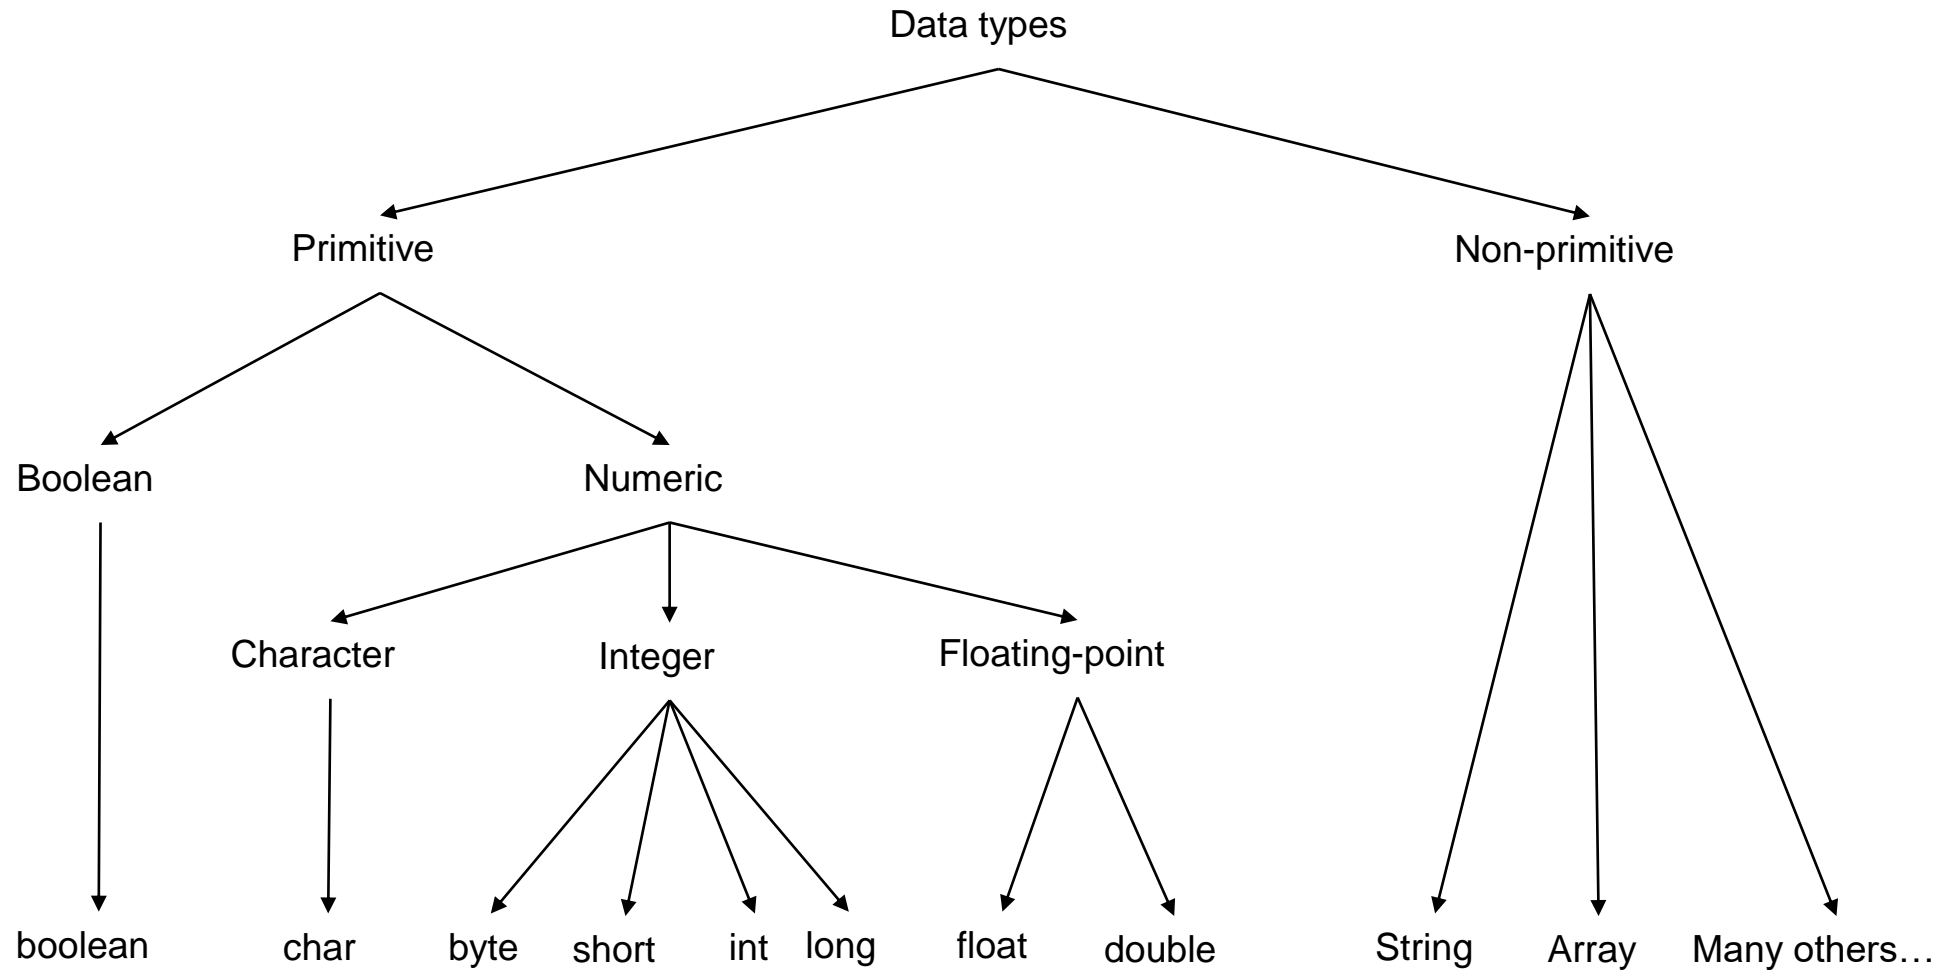 Data types
Primitive
Non-primitive
Boolean
Numeric
Character
Integer
Floating-point
boolean
char
byte
short
int
long
float
double
String
Array
Many others…